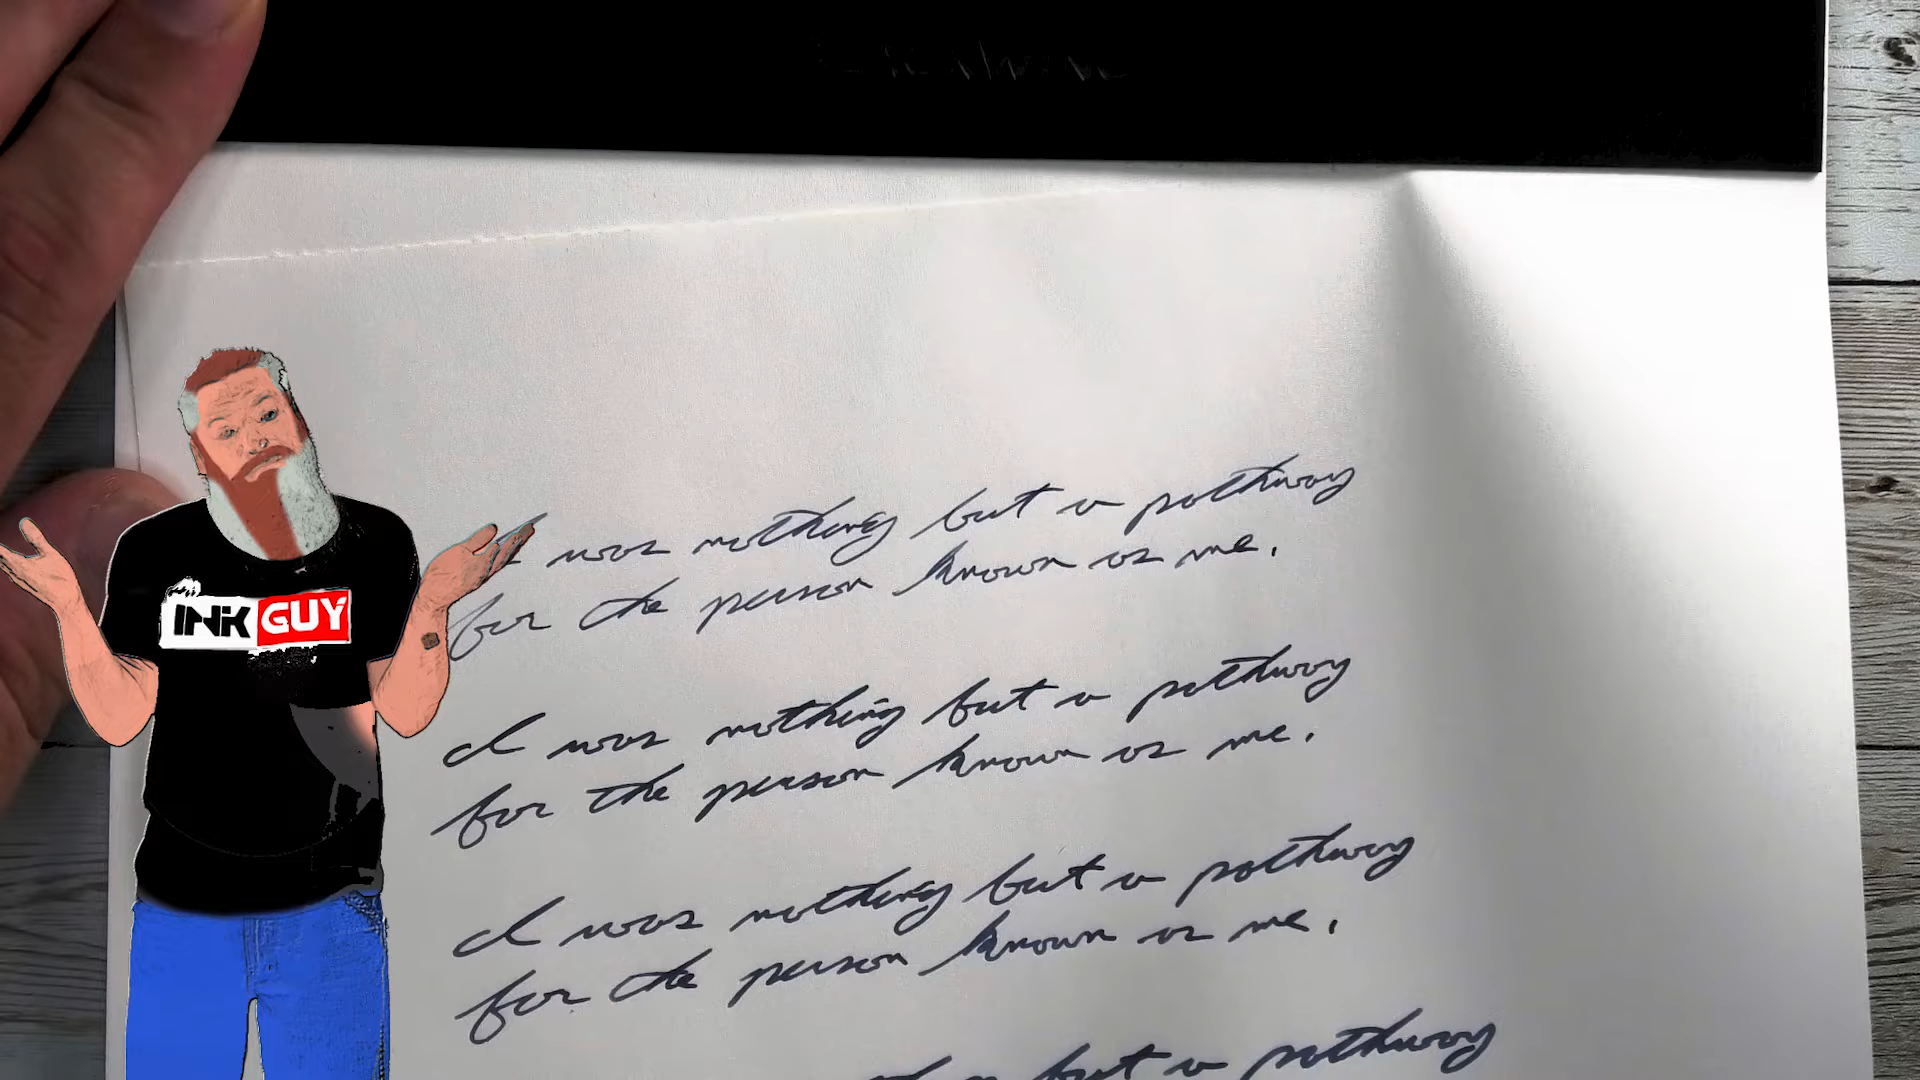 INK GUY
I was nothing but a pathway
for the person known as me.
I was nothing but a pathway
for the person known as me.
I was nothing but a pathway
for the person known as me.
but a pathway